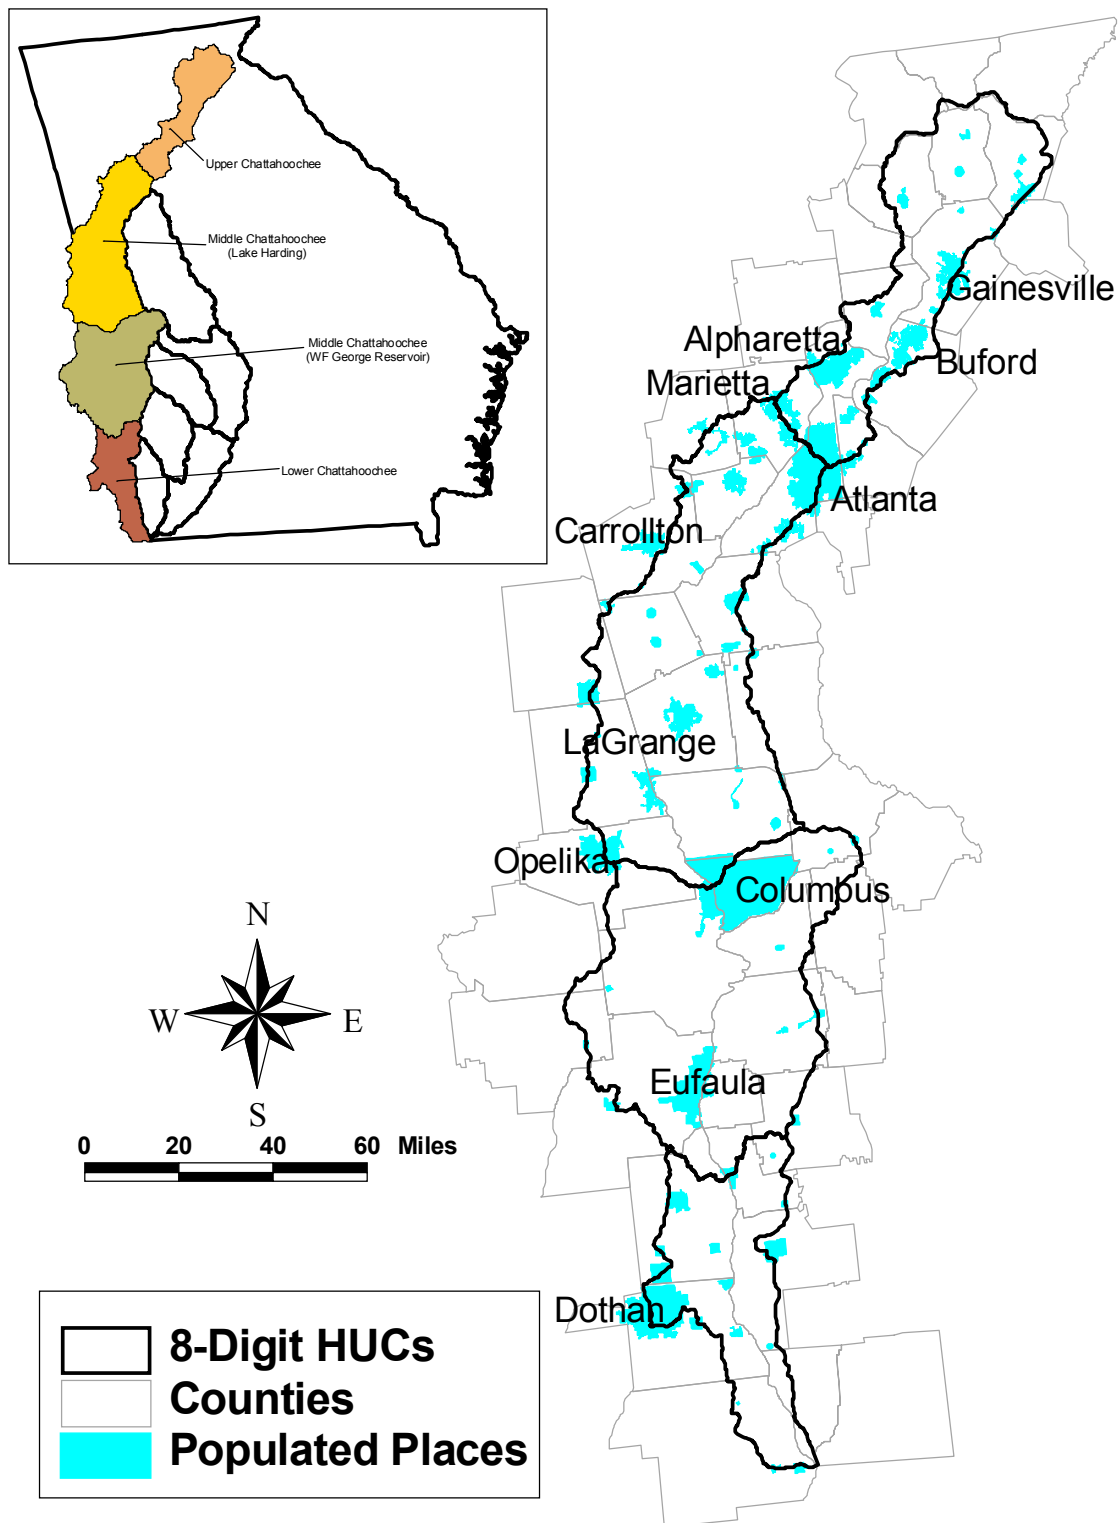 Upper Chattahoochee
Middle Chattahoochee
(Lake Harding)
Middle Chattahoochee
(WF George Reservoir)
Lower Chattahoochee
Gainesville
Alpharetta
Buford
Marietta
Atlanta
Carrollton
LaGrange
Opelika
Columbus
N
W E
S
Eufaula
0 20 40 60 Miles
Dothan
8-Digit HUCs
Counties
Populated Places